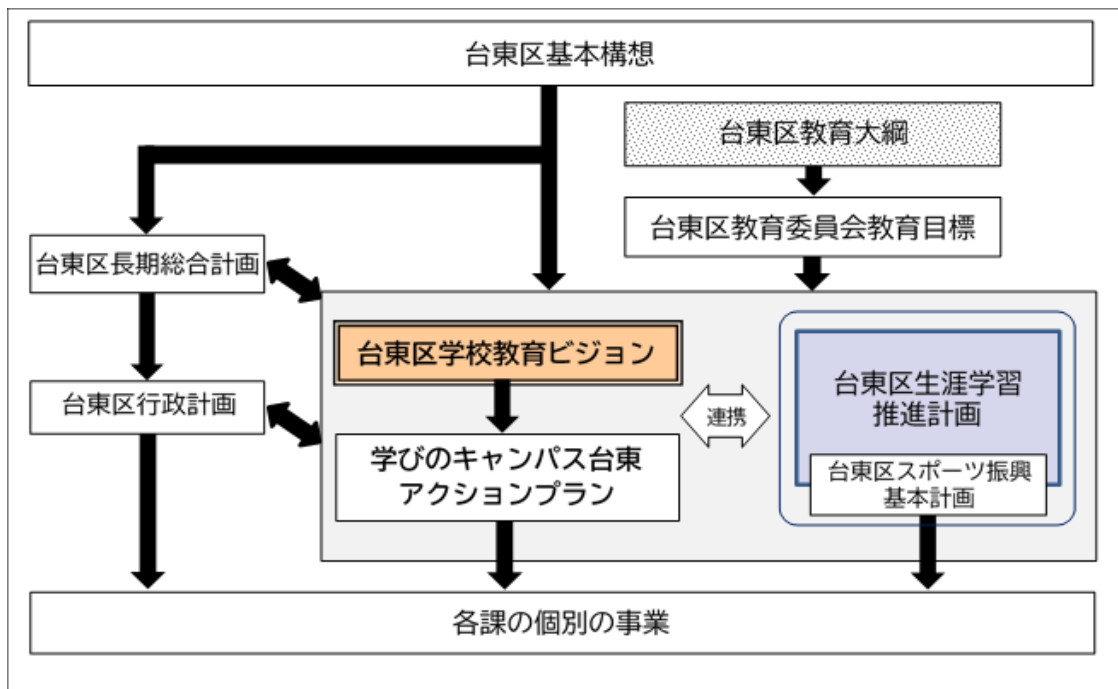 台東区基本構想
台東区教育大綱
台東区教育委員会教育目標
台東区長期総合計画
台東区学校教育ビジョン
台東区生涯学習
推進計画
台東区行政計画
連携
学びのキャンパス台東
アクションプラン
台東区スポーツ振興
基本計画
各課の個別の事業